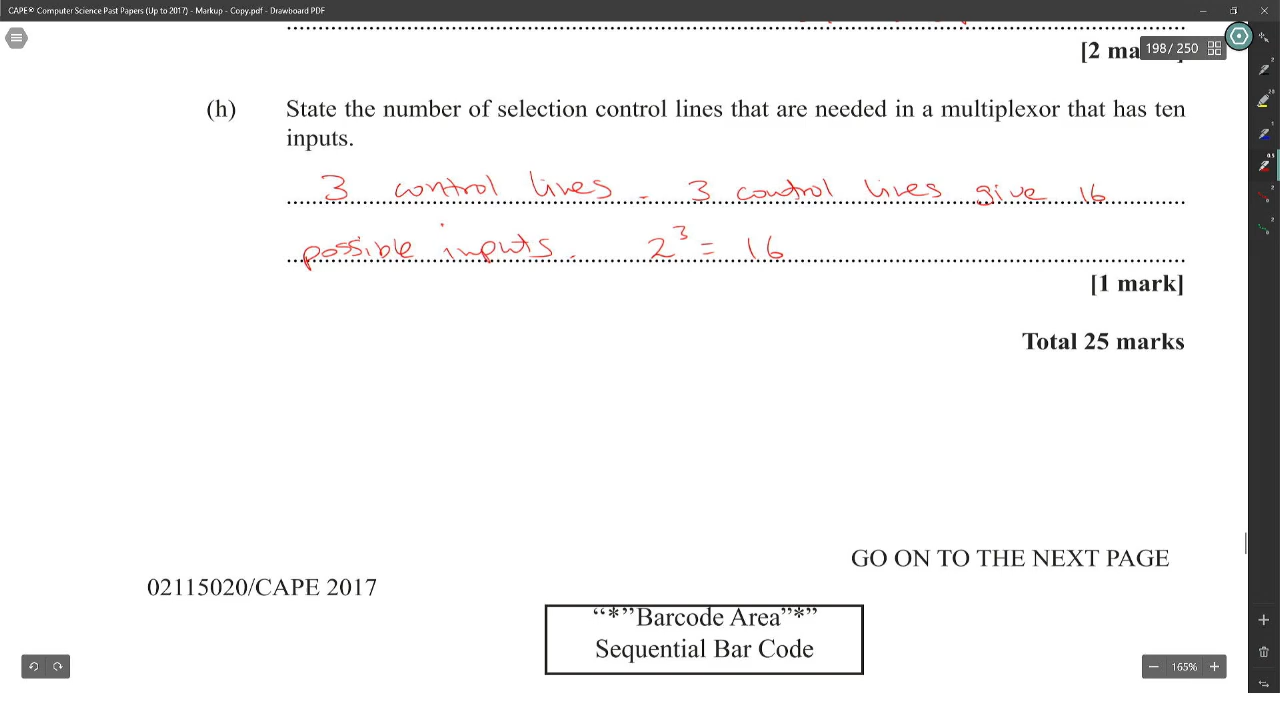 CAPE® Computer Science Past Papers (Up to 2017) - Markup - Copy.pdf - Drawboard PDF
198 / 250
[2
(h) State the number of selection control lines that are needed in a multiplexor that has ten
inputs.
3 control lines. 3 control lines give 16
possible inputs. 2³ = 16
[1 mark]
Total 25 marks
GO ON TO THE NEXT PAGE
02115020/CAPE 2017
“*”Barcode Area”*”
Sequential Bar Code
165%